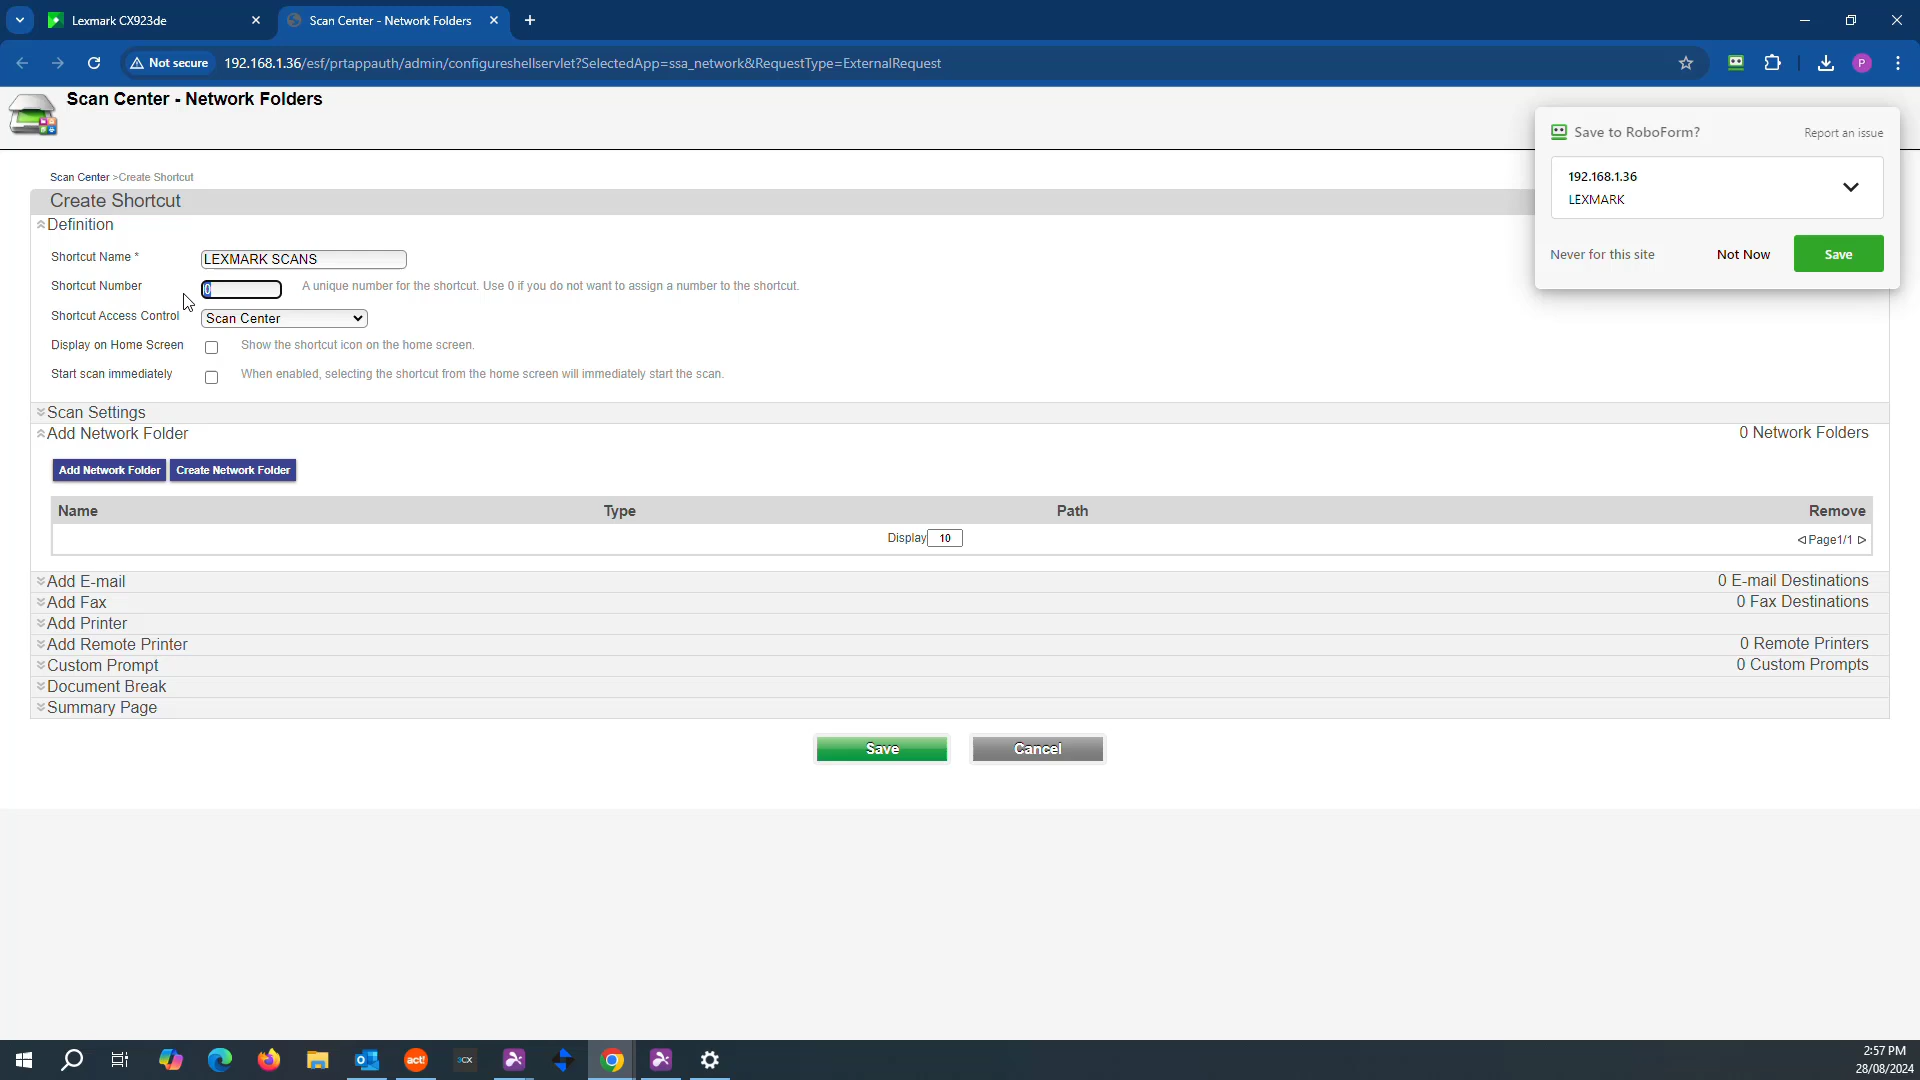 Lexmark CX923de
Scan Center - Network Folders
Not secure
192.168.1.36/esf/prtappauth/admin/configureshellservlet?SelectedApp=ssa_network&RequestType=ExternalRequest
P
Scan Center - Network Folders
Save to RoboForm?
Report an issue
192.168.1.36
LEXMARK
Never for this site
Not Now
Save
Scan Center >Create Shortcut
Create Shortcut
Definition
Shortcut Name *
LEXMARK SCANS
Shortcut Number
0
A unique number for the shortcut. Use 0 if you do not want to assign a number to the shortcut.
Shortcut Access Control
Scan Center
Display on Home Screen
Show the shortcut icon on the home screen.
Start scan immediately
When enabled, selecting the shortcut from the home screen will immediately start the scan.
Scan Settings
Add Network Folder
0 Network Folders
Add Network Folder
Create Network Folder
Name
Type
Path
Remove
Display 10
Page1/1
Add E-mail
0 E-mail Destinations
Add Fax
0 Fax Destinations
Add Printer
Add Remote Printer
0 Remote Printers
Custom Prompt
0 Custom Prompts
Document Break
Summary Page
Save
Cancel
act!
3CX
2:57 PM
28/08/2024